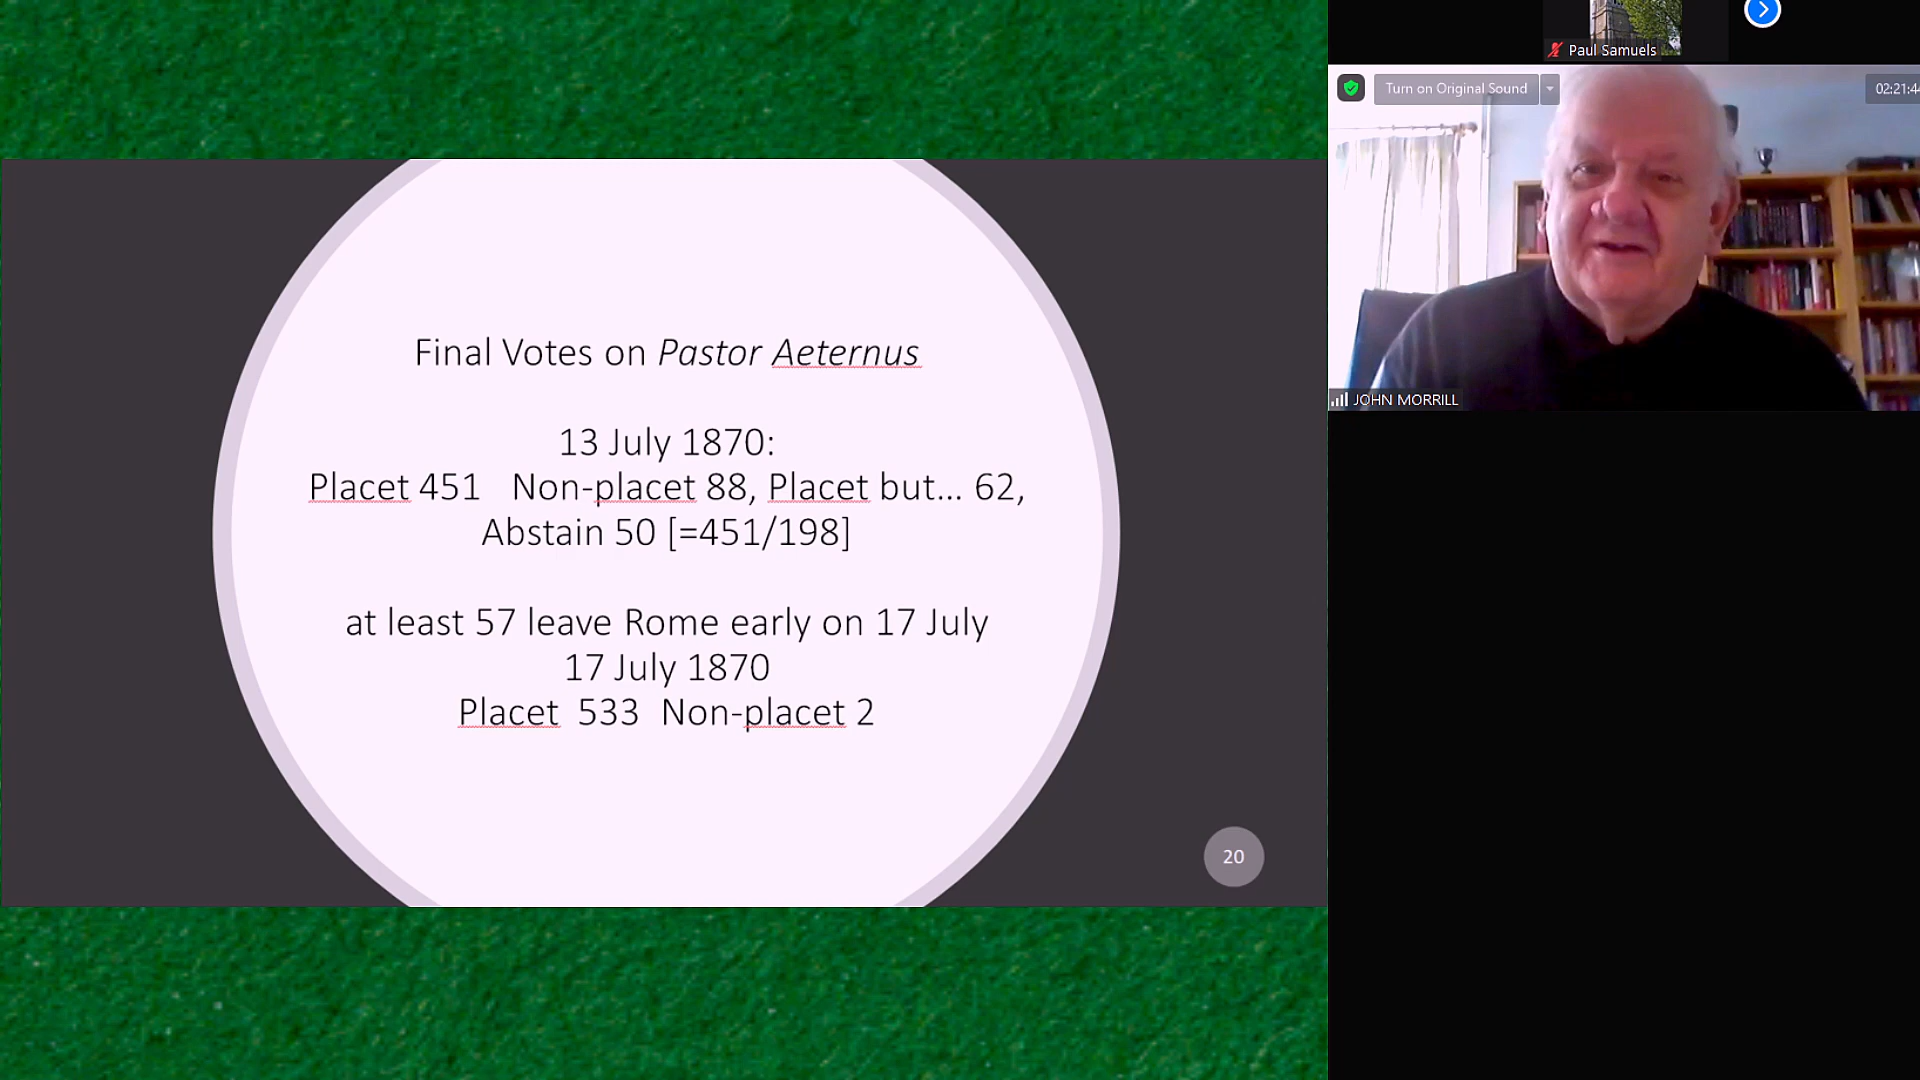 Final Votes on Pastor Aeternus
13 July 1870:
Placet 451 Non-placet 88, Placet but... 62,
Abstain 50 [=451/198]
at least 57 leave Rome early on 17 July
17 July 1870
Placet 533 Non-placet 2
20
Paul Samuels
Turn on Original Sound
02:21:44
JOHN MORRILL